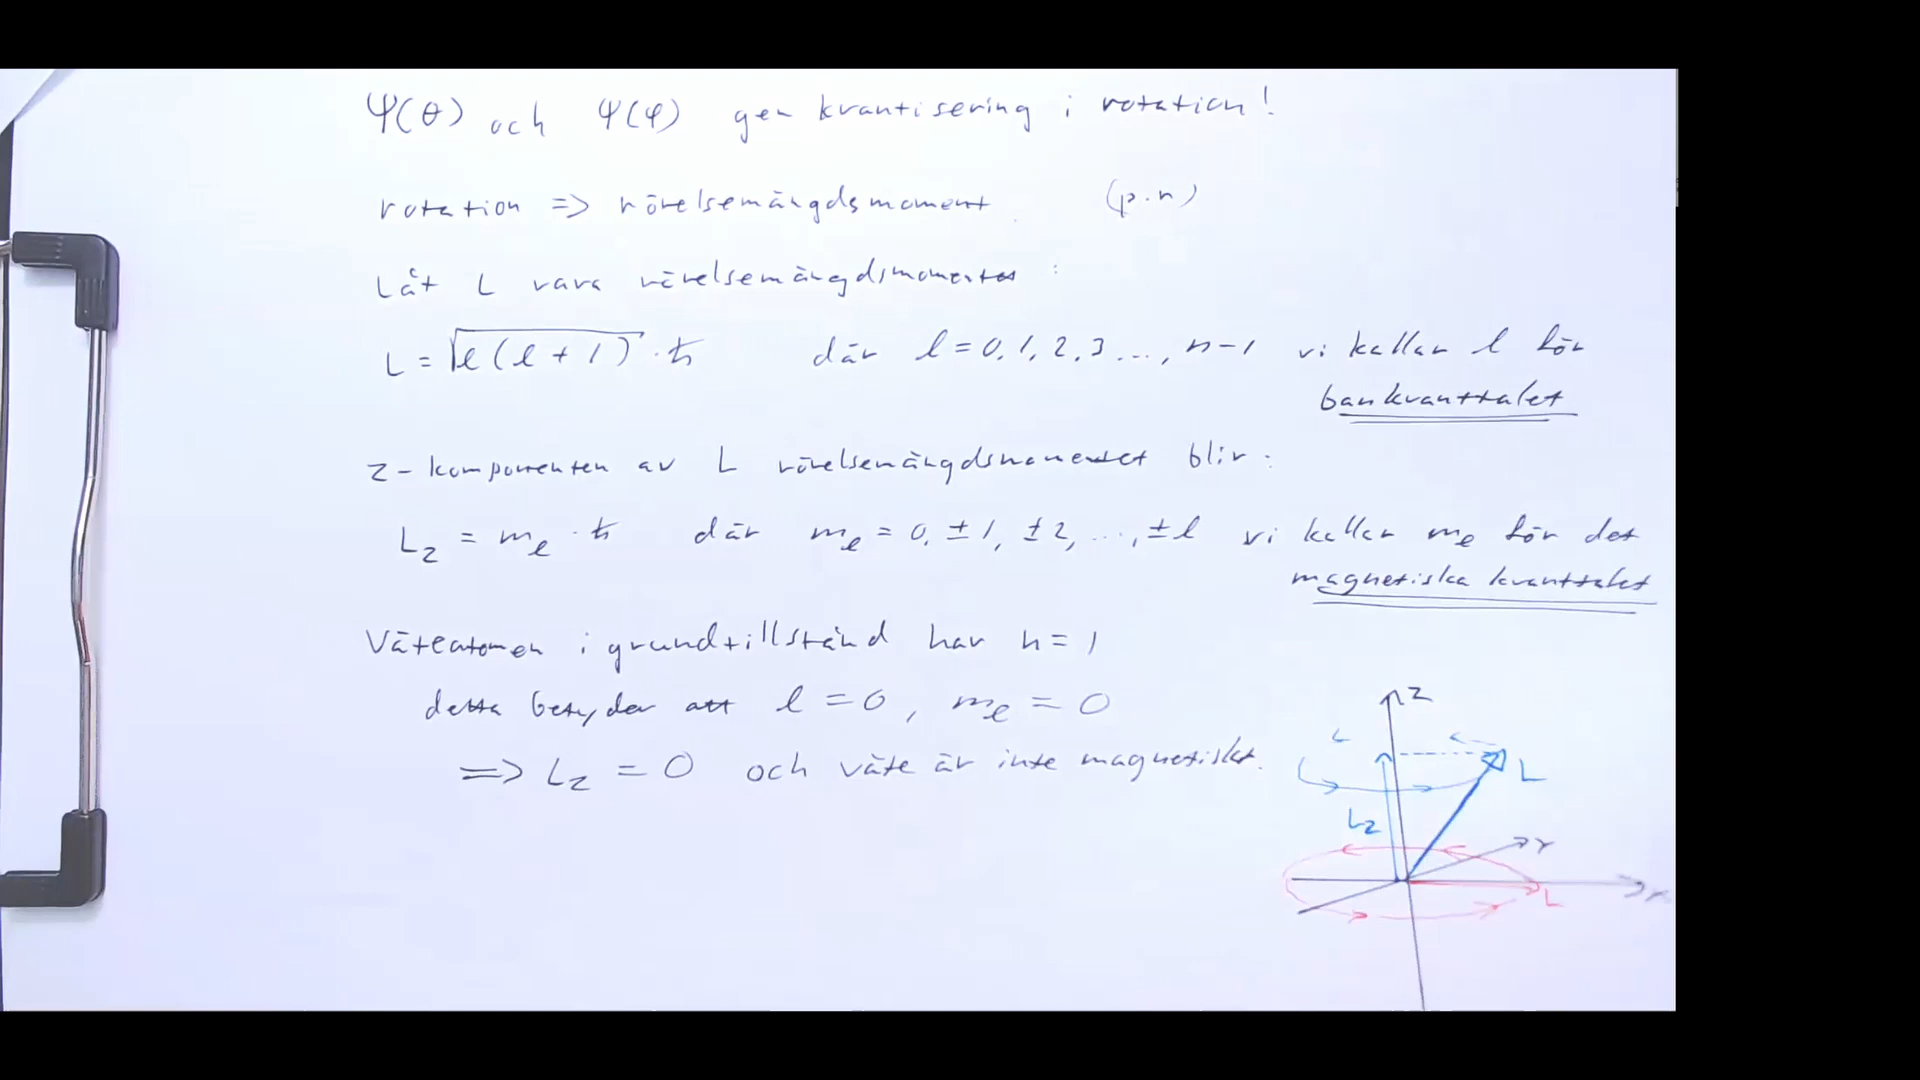 Ψ(θ) och Ψ(φ) ger kvantisering i rotation!
rotation => rörelsemängdsmoment (p·r)
Låt L vara rörelsemängdsmomentet :
L = √l(l+1) · ħ där l = 0, 1, 2, 3 ..., n-1 vi kallar l för
bankvanttalet
z-komponenten av L rörelsemängdsmomentet blir :
Lz = mℓ · ħ där mℓ = 0, ±1, ±2, ..., ±l vi kallar mℓ för det
magnetiska kvanttalet
Väteatomen i grundtillstånd har n = 1
detta betyder att l = 0, mℓ = 0
=> Lz = 0 och väte är inte magnetiskt.
z
L
Lz
Y
X
L